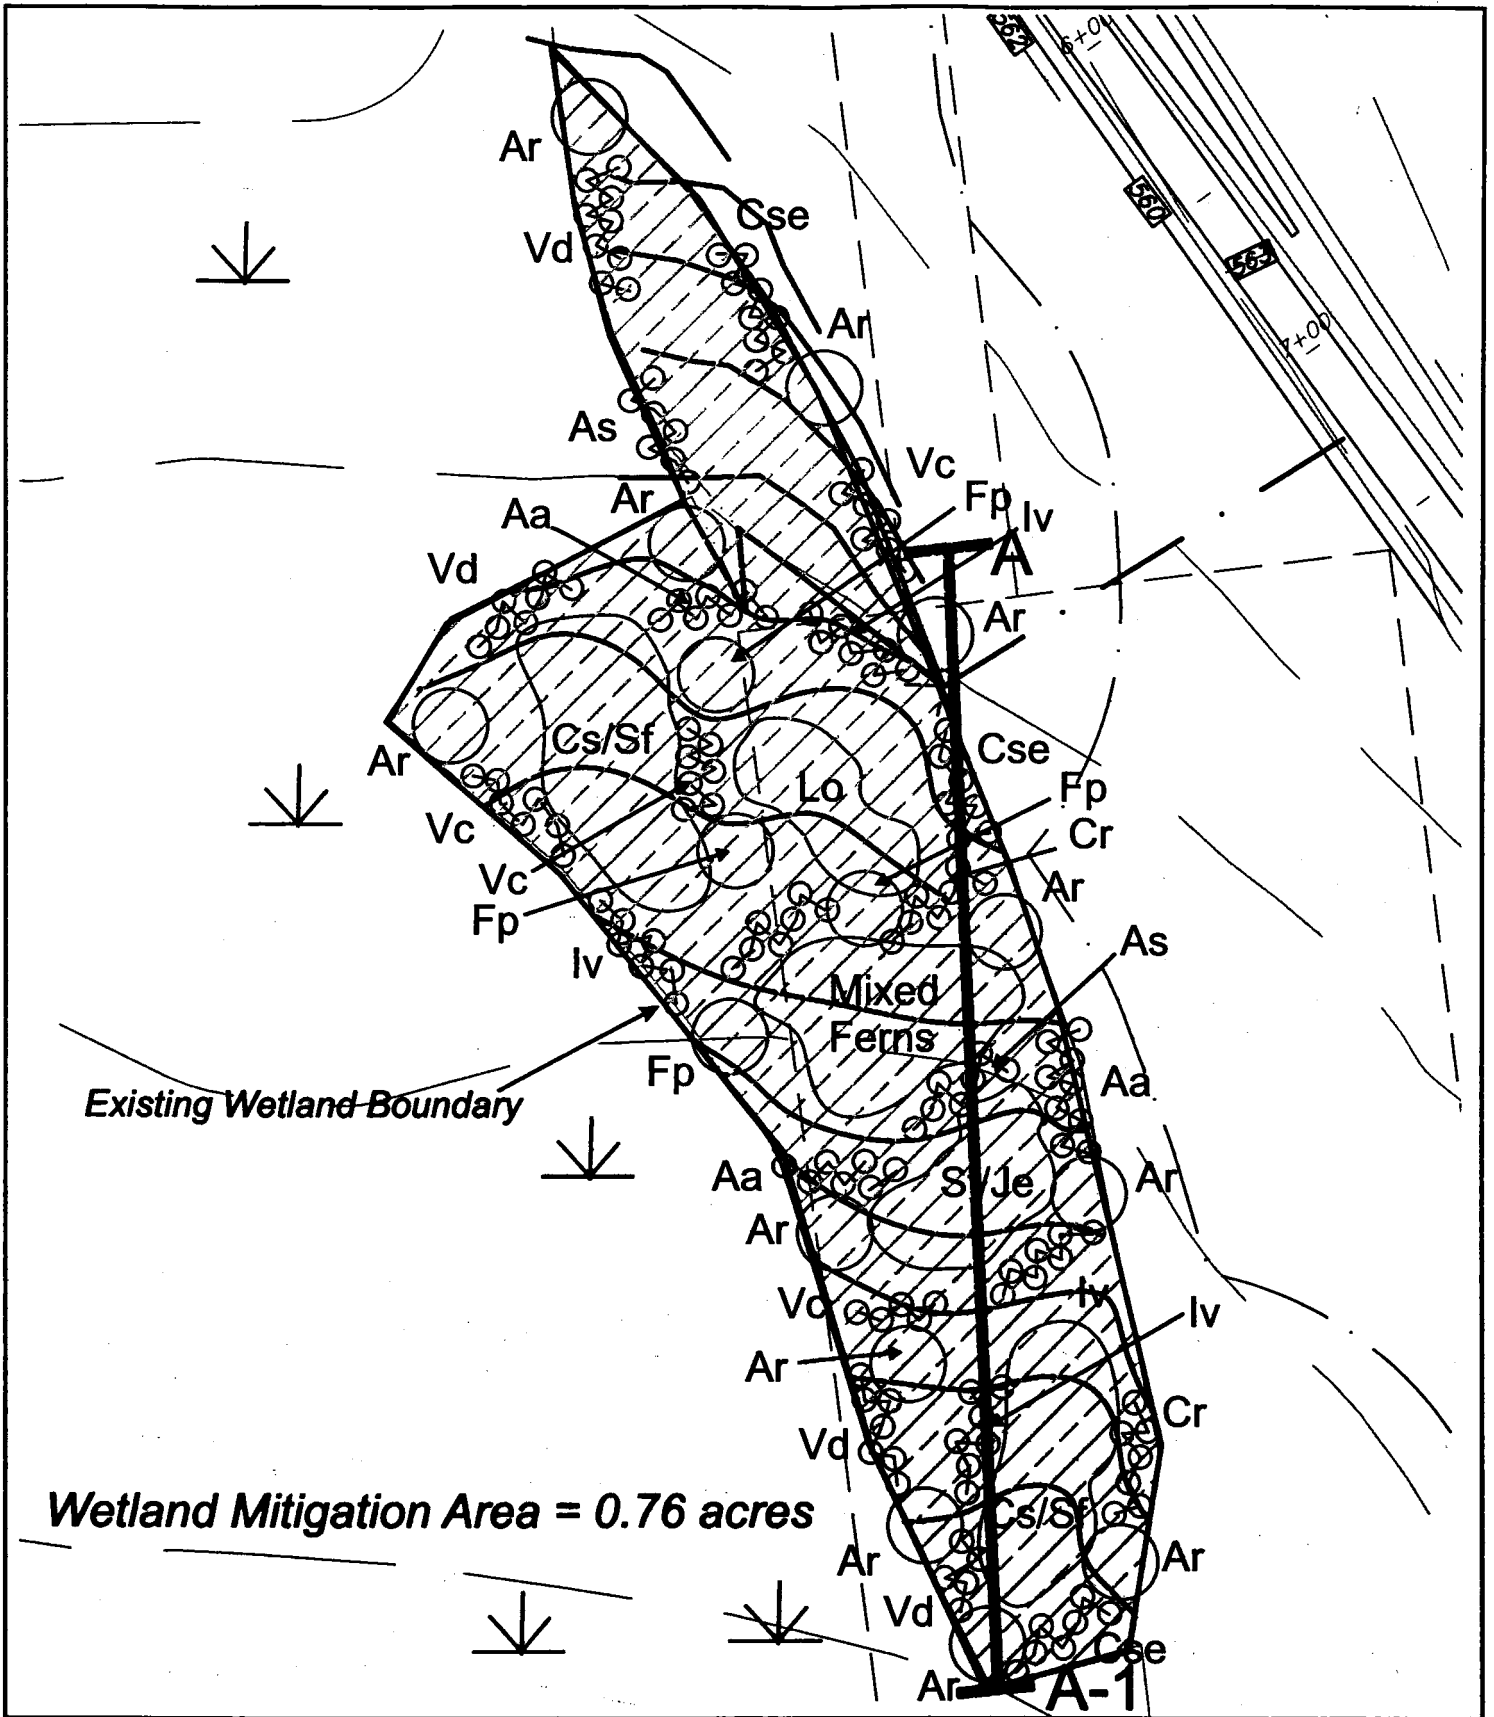 562
6+00
Ar
560
Cse
Vd
563
Ar
7+00
As
Vc
Ar
Fp
Aa
Iv
Vd
A
Ar
Cs/Sf
Cse
Ar
Lo
Fp
Vc
Cr
Vc
Ar
Fp
As
Iv
Mixed
Ferns
Fp
Aa
Existing Wetland Boundary
Aa
Ar
Ar
Iv
Vc
Iv
Ar
Cr
Vd
Wetland Mitigation Area = 0.76 acres
Cs/Sf
Ar
Ar
Vd
Cse
Ar
A-1